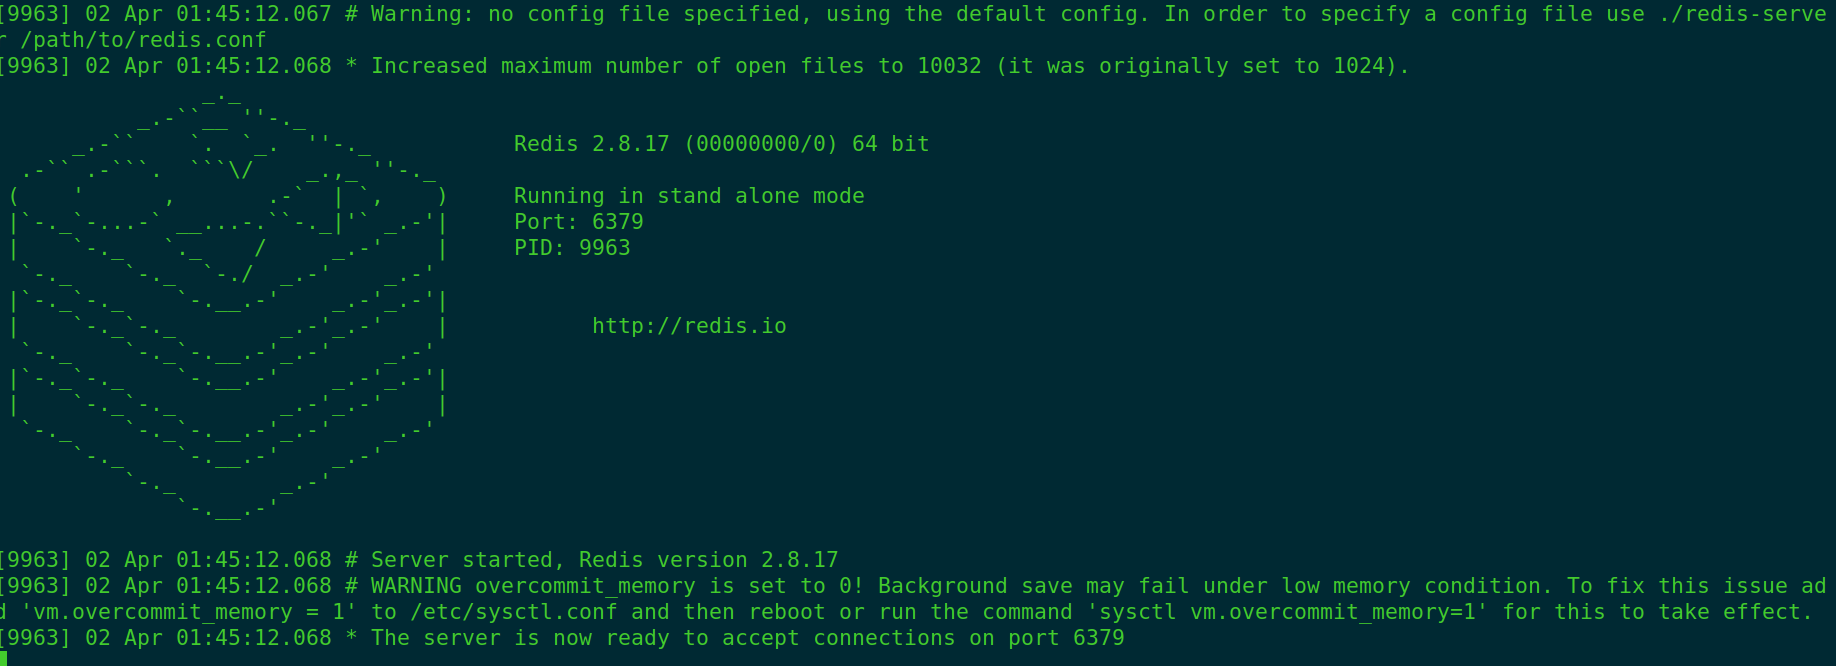 [9963] 02 Apr 01:45:12.067 # Warning: no config file specified, using the default config. In order to specify a config file use ./redis-serve
r /path/to/redis.conf
[9963] 02 Apr 01:45:12.068 * Increased maximum number of open files to 10032 (it was originally set to 1024).
Redis 2.8.17 (00000000/0) 64 bit
Running in stand alone mode
Port: 6379
PID: 9963
http://redis.io
[9963] 02 Apr 01:45:12.068 # Server started, Redis version 2.8.17
[9963] 02 Apr 01:45:12.068 # WARNING overcommit_memory is set to 0! Background save may fail under low memory condition. To fix this issue ad
d 'vm.overcommit_memory = 1' to /etc/sysctl.conf and then reboot or run the command 'sysctl vm.overcommit_memory=1' for this to take effect.
[9963] 02 Apr 01:45:12.068 * The server is now ready to accept connections on port 6379